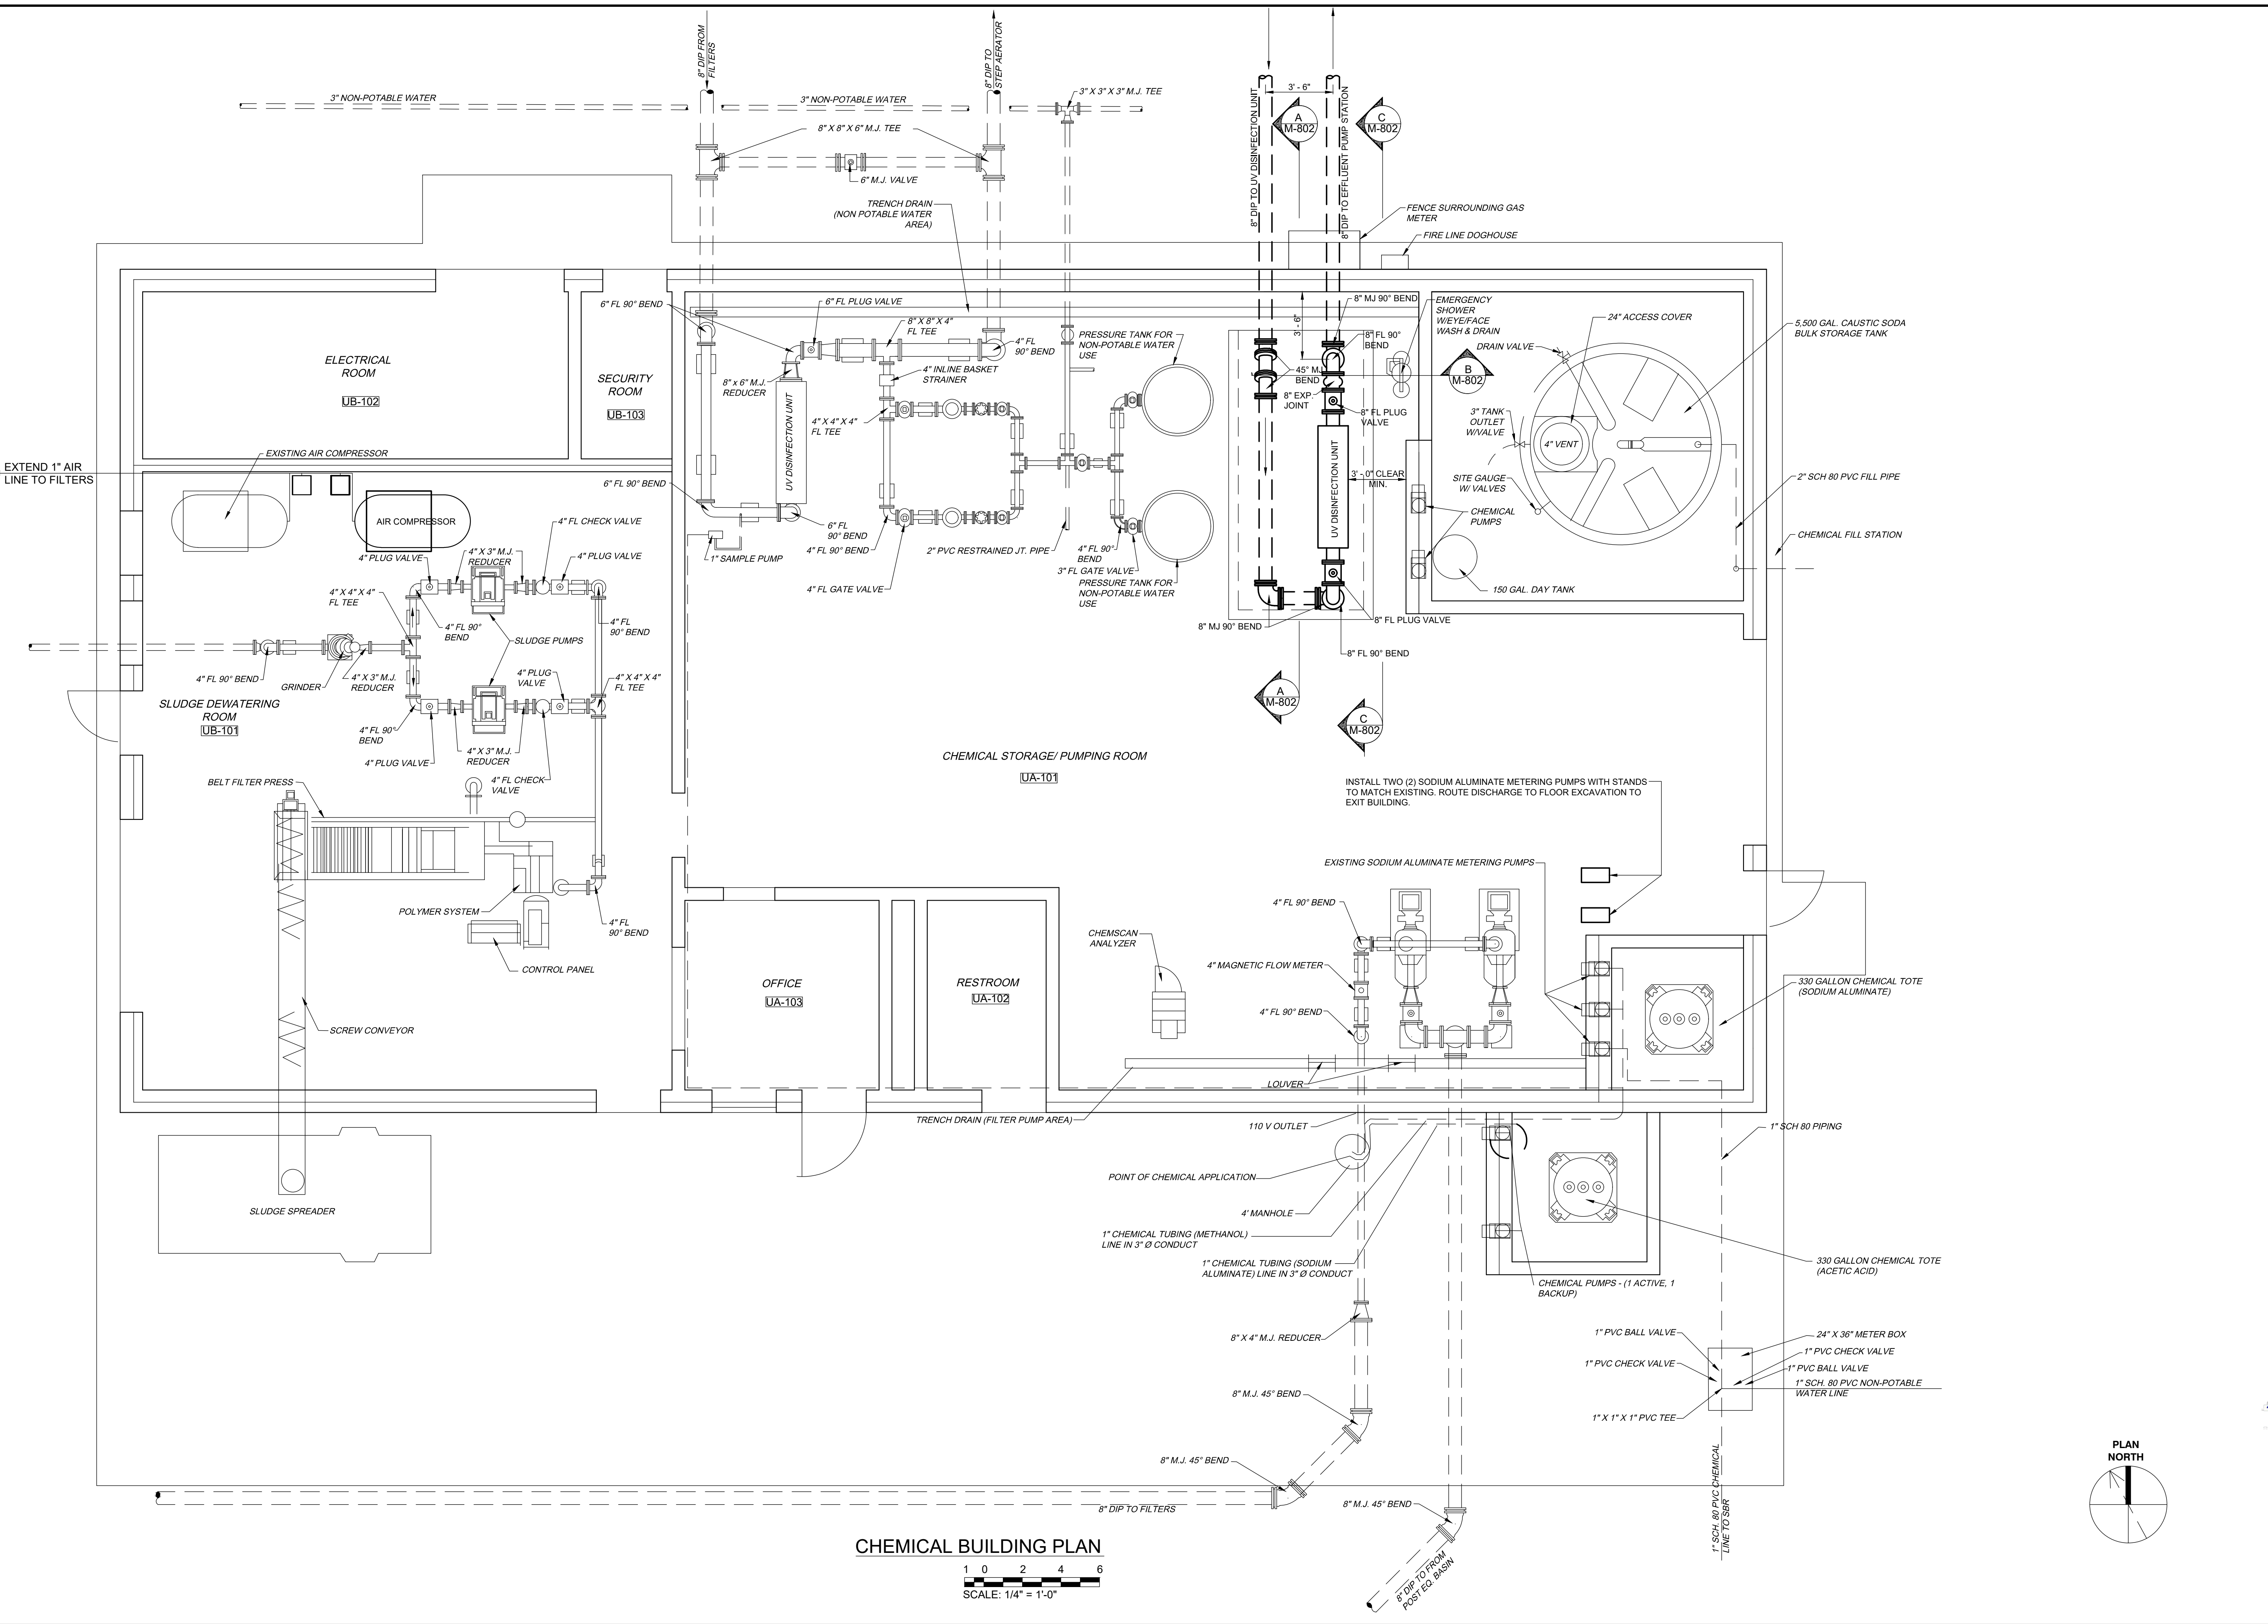 8" DIP FROM
FILTERS
8" DIP TO
STEP AERATOR
3" NON-POTABLE WATER
3" NON-POTABLE WATER
3" X 3" X 3" M.J. TEE
8" X 8" X 6" M.J. TEE
6" M.J. VALVE
TRENCH DRAIN
(NON POTABLE WATER
AREA)
8" DIP TO UV DISINFECTION UNIT
3' - 6"
8" DIP TO EFFLUENT PUMP STATION
A
M-802
C
M-802
FENCE SURROUNDING GAS
METER
FIRE LINE DOGHOUSE
ELECTRICAL
ROOM
UB-102
SECURITY
ROOM
UB-103
6" FL 90° BEND
6" FL PLUG VALVE
8" X 8" X 4"
FL TEE
4" FL
90° BEND
4" INLINE BASKET
STRAINER
8" x 6" M.J.
REDUCER
UV DISINFECTION UNIT
4" X 4" X 4"
FL TEE
PRESSURE TANK FOR
NON-POTABLE WATER
USE
3' - 6"
8" MJ 90° BEND
8" FL 90°
BEND
45° MJ
BEND
8" EXP.
JOINT
8" FL PLUG
VALVE
EMERGENCY
SHOWER
W/EYE/FACE
WASH & DRAIN
B
M-802
DRAIN VALVE
24" ACCESS COVER
5,500 GAL. CAUSTIC SODA
BULK STORAGE TANK
3" TANK
OUTLET
W/VALVE
4" VENT
SITE GAUGE
W/ VALVES
UV DISINFECTION UNIT
3' -.0" CLEAR
MIN.
CHEMICAL
PUMPS
150 GAL. DAY TANK
2" SCH 80 PVC FILL PIPE
CHEMICAL FILL STATION
EXTEND 1" AIR
LINE TO FILTERS
EXISTING AIR COMPRESSOR
AIR COMPRESSOR
6" FL 90° BEND
6" FL
90° BEND
1" SAMPLE PUMP
4" FL 90° BEND
4" FL GATE VALVE
2" PVC RESTRAINED JT. PIPE
4" FL 90°
BEND
3" FL GATE VALVE
PRESSURE TANK FOR
NON-POTABLE WATER
USE
8" MJ 90° BEND
8" FL PLUG VALVE
8" FL 90° BEND
A
M-802
C
M-802
4" FL CHECK VALVE
4" PLUG VALVE
4" X 3" M.J.
REDUCER
4" PLUG VALVE
4" X 4" X 4"
FL TEE
4" FL 90°
BEND
SLUDGE PUMPS
4" FL
90° BEND
4" FL 90° BEND
GRINDER
4" X 3" M.J.
REDUCER
4" PLUG
VALVE
4" X 4" X 4"
FL TEE
SLUDGE DEWATERING
ROOM
UB-101
4" FL 90°
BEND
4" PLUG VALVE
4" X 3" M.J.
REDUCER
4" FL CHECK
VALVE
BELT FILTER PRESS
POLYMER SYSTEM
4" FL
90° BEND
CONTROL PANEL
SCREW CONVEYOR
SLUDGE SPREADER
CHEMICAL STORAGE/ PUMPING ROOM
UA-101
INSTALL TWO (2) SODIUM ALUMINATE METERING PUMPS WITH STANDS
TO MATCH EXISTING. ROUTE DISCHARGE TO FLOOR EXCAVATION TO
EXIT BUILDING.
EXISTING SODIUM ALUMINATE METERING PUMPS
OFFICE
UA-103
RESTROOM
UA-102
CHEMSCAN
ANALYZER
4" FL 90° BEND
4" MAGNETIC FLOW METER
4" FL 90° BEND
LOUVER
330 GALLON CHEMICAL TOTE
(SODIUM ALUMINATE)
TRENCH DRAIN (FILTER PUMP AREA)
110 V OUTLET
1" SCH 80 PIPING
POINT OF CHEMICAL APPLICATION
4' MANHOLE
1" CHEMICAL TUBING (METHANOL)
LINE IN 3" Ø CONDUCT
1" CHEMICAL TUBING (SODIUM
ALUMINATE) LINE IN 3" Ø CONDUCT
330 GALLON CHEMICAL TOTE
(ACETIC ACID)
CHEMICAL PUMPS - (1 ACTIVE, 1
BACKUP)
8" X 4" M.J. REDUCER
1" PVC BALL VALVE
1" PVC CHECK VALVE
24" X 36" METER BOX
1" PVC CHECK VALVE
1" PVC BALL VALVE
1" SCH. 80 PVC NON-POTABLE
WATER LINE
1" X 1" X 1" PVC TEE
8" M.J. 45° BEND
8" M.J. 45° BEND
8" M.J. 45° BEND
8" DIP TO FILTERS
8" DIP TO FROM
POST EQ. BASIN
1" SCH. 80 PVC CHEMICAL
LINE TO SBR
PLAN
NORTH
CHEMICAL BUILDING PLAN
1 0 2 4 6
SCALE: 1/4" = 1'-0"